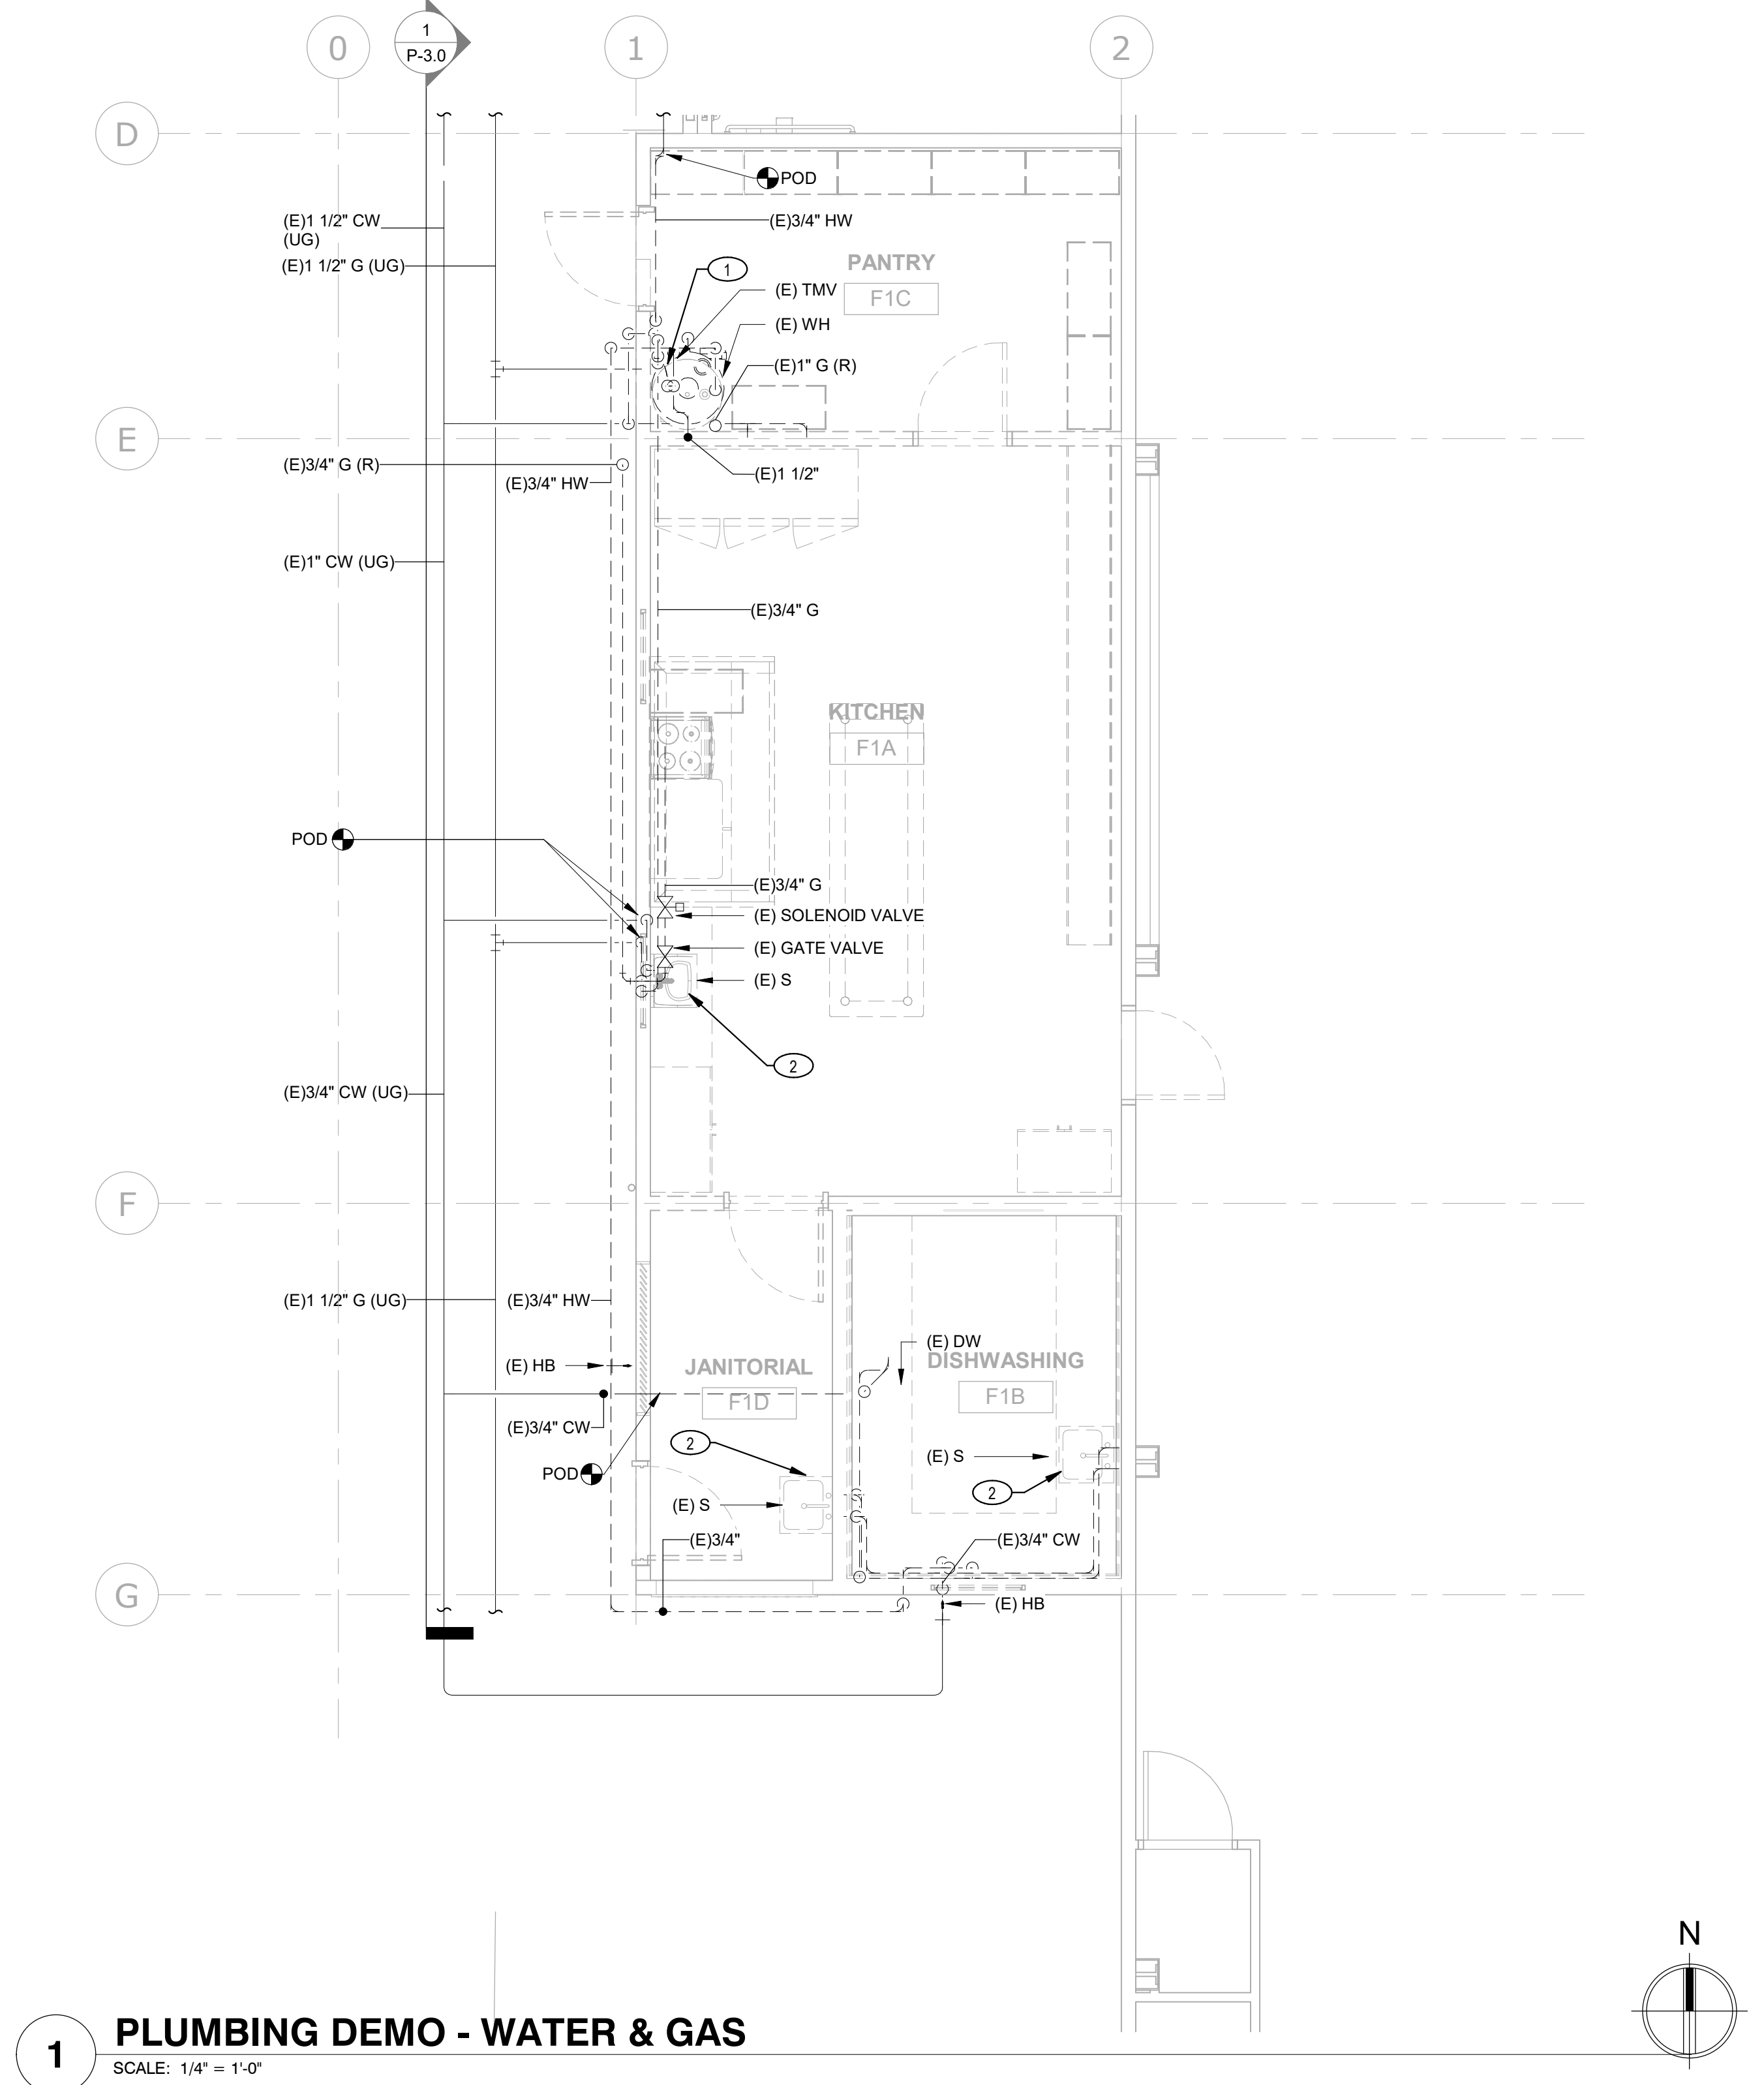 0
1
P-3.0
1
2
D
POD
(E)1 1/2" CW
(UG)
(E)3/4" HW
(E)1 1/2" G (UG)
1
PANTRY
F1C
(E) TMV
(E) WH
(E)1" G (R)
E
(E)3/4" G (R)
(E)3/4" HW
(E)1 1/2"
(E)1" CW (UG)
(E)3/4" G
KITCHEN
F1A
POD
(E)3/4" G
(E) SOLENOID VALVE
(E) GATE VALVE
(E) S
2
(E)3/4" CW (UG)
F
(E)1 1/2" G (UG)
(E)3/4" HW
(E) DW
(E) HB
JANITORIAL
F1D
DISHWASHING
F1B
(E)3/4" CW
2
POD
(E) S
2
(E) S
(E)3/4"
(E)3/4" CW
G
(E) HB
N
1
PLUMBING DEMO - WATER & GAS
SCALE: 1/4" = 1'-0"